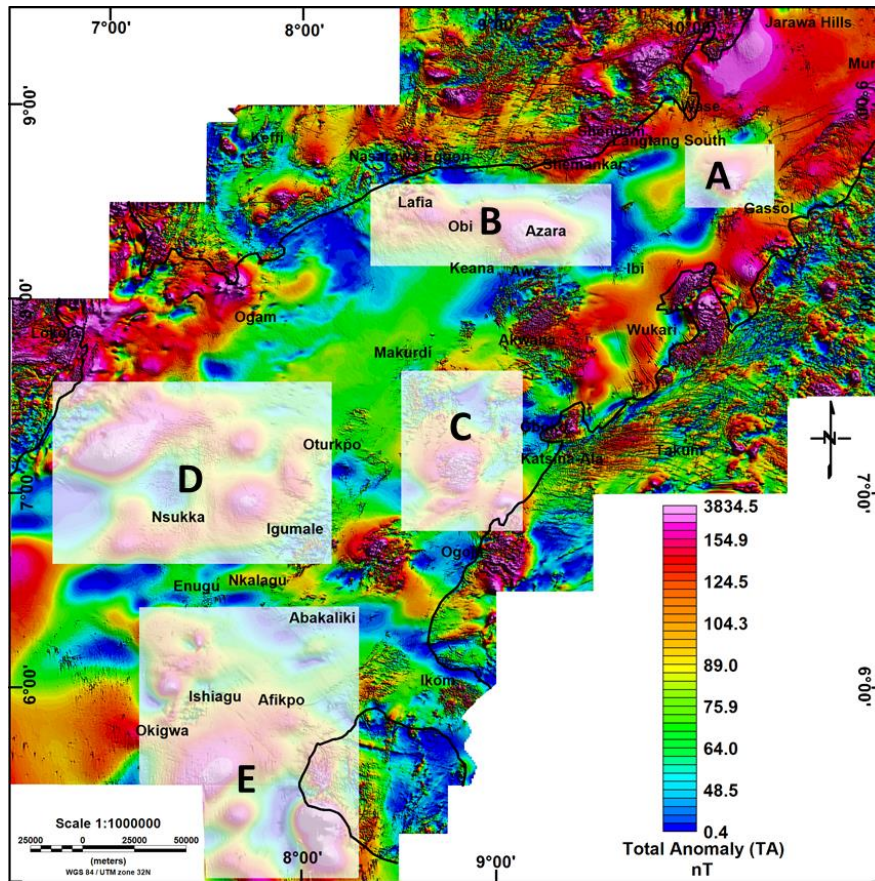 7°00'
8°00'
9°00'
10°00'
Jarawa Hills
Mur
9°00'
9°00'
Wase
Keffi
Shendam
Langtang South
Nasarawa Eggon
Shemankar
A
Lafia
B
Gassol
Obi
Azara
Keana
Awe
Ibi
8°00'
Ogam
Lokoja
Wukari
Akwana
Makurdi
C
Oturkpo
Katsina-Ala
Takum
N
D
7°00'
7°00'
Nsukka
Igumale
3834.5
154.9
124.5
104.3
89.0
75.9
64.0
48.5
0.4
Total Anomaly (TA)
nT
Enugu
Nkalagu
Abakaliki
Ikom
6°00'
6°00'
Ishiagu
Afikpo
Okigwa
E
Scale 1:1000000
25000 0 25000 50000
(meters)
WGS 84 / UTM zone 32N
8°00'
9°00'